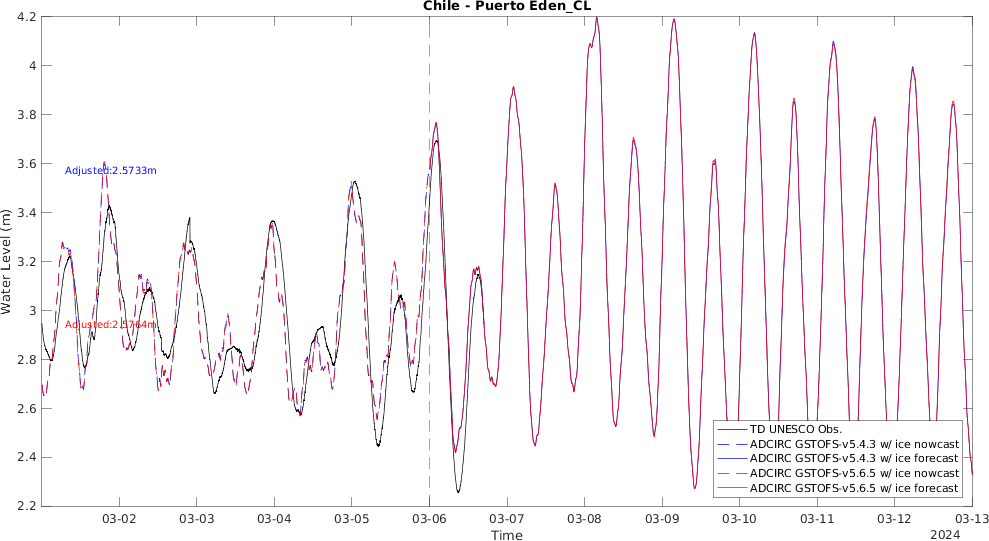 Chile - Puerto Eden_CL
4.2
4
3.8
3.6
3.4
3.2
3
2.8
2.6
2.4
2.2
Water Level (m)
Adjusted:2.5733m
Adjusted:2.5764m
TD UNESCO Obs.
ADCIRC GSTOFS-v5.4.3 w/ ice nowcast
ADCIRC GSTOFS-v5.4.3 w/ ice forecast
ADCIRC GSTOFS-v5.6.5 w/ ice nowcast
ADCIRC GSTOFS-v5.6.5 w/ ice forecast
03-02 03-03 03-04 03-05 03-06 03-07 03-08 03-09 03-10 03-11 03-12 03-13
Time
2024